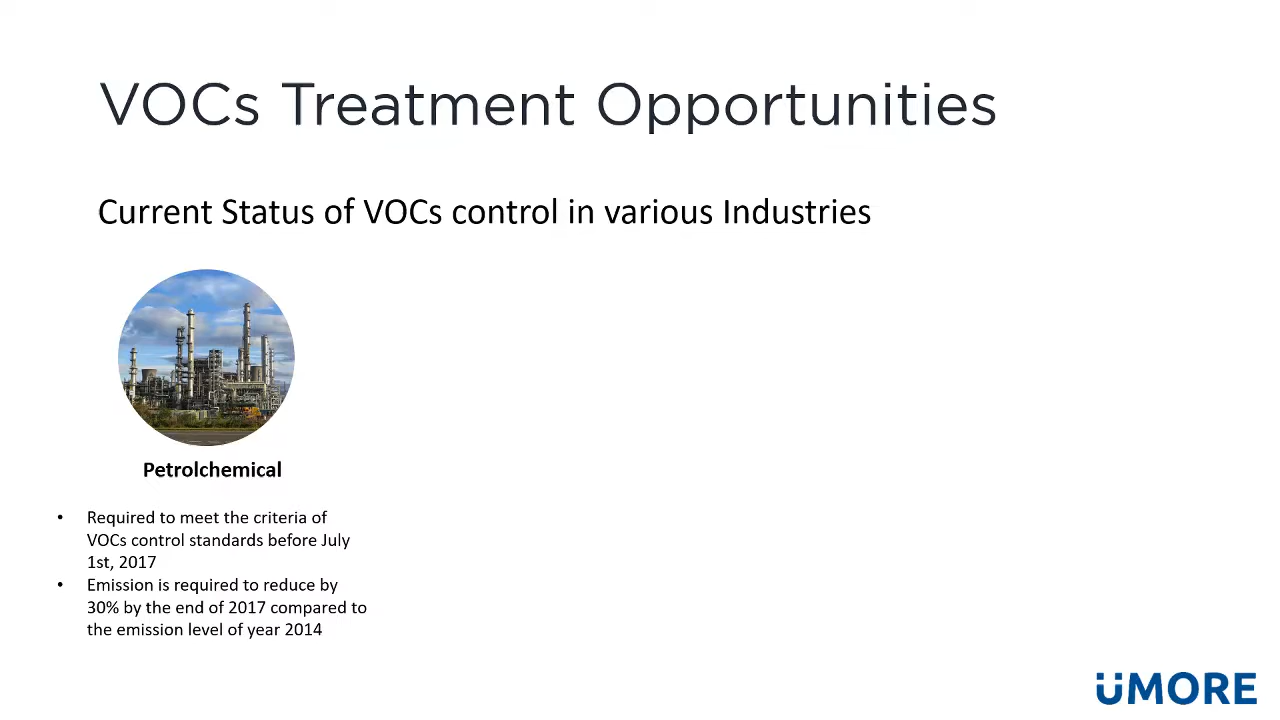 VOCs Treatment Opportunities
Current Status of VOCs control in various Industries
Petrolchemical
• Required to meet the criteria of
VOCs control standards before July
1st, 2017
• Emission is required to reduce by
30% by the end of 2017 compared to
the emission level of year 2014
ÜMORE